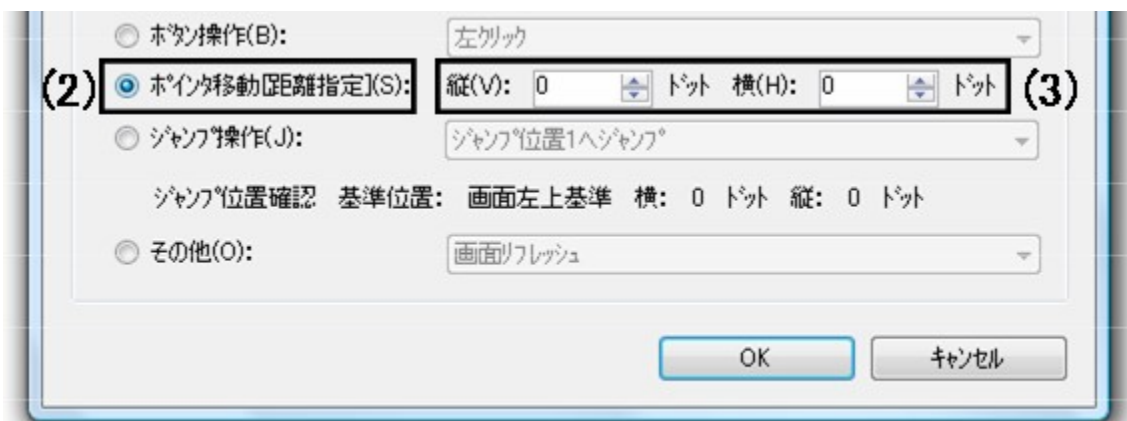 ﾎﾞﾀﾝ操作(B): 左ｸﾘｯｸ
(2) ﾎﾟｲﾝﾀ移動[距離指定](S): 縦(V): 0 ﾄﾞｯﾄ 横(H): 0 ﾄﾞｯﾄ (3)
ｼﾞｬﾝﾌﾟ操作(J): ｼﾞｬﾝﾌﾟ位置1へｼﾞｬﾝﾌﾟ
ｼﾞｬﾝﾌﾟ位置確認 基準位置: 画面左上基準 横: 0 ﾄﾞｯﾄ 縦: 0 ﾄﾞｯﾄ
その他(O): 画面ﾘﾌﾚｯｼｭ
OK ｷｬﾝｾﾙ